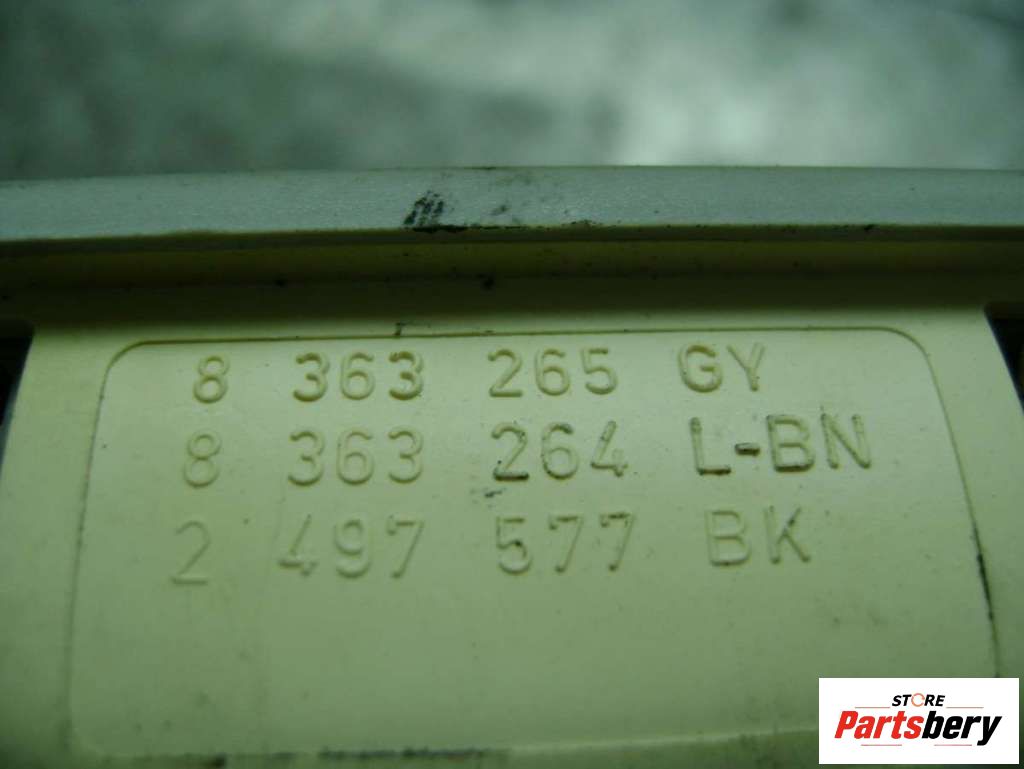 8 363 265 GY
8 363 264 L-BN
2 497 577 BK
STORE
Partsbery